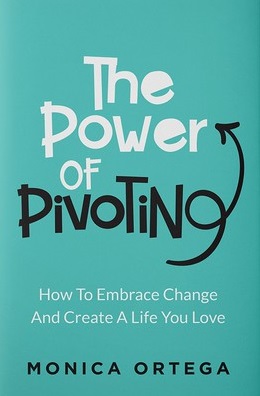 The
Power
OF
PivotiNg
How To Embrace Change
And Create A Life You Love
MONICA ORTEGA